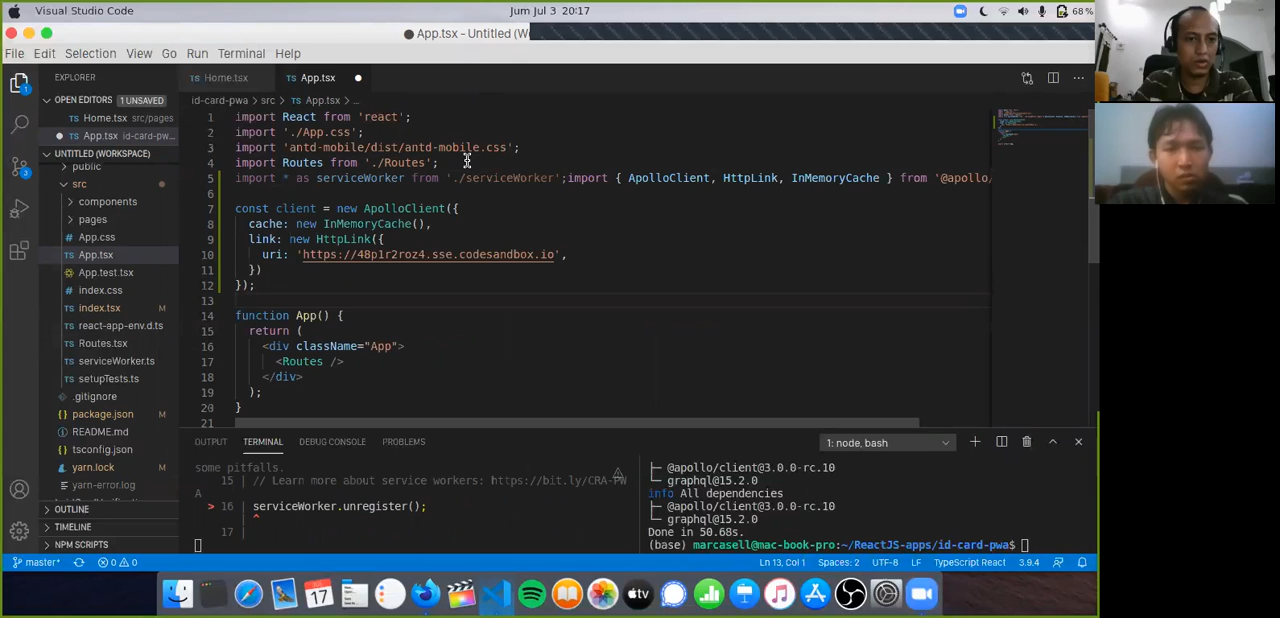 Visual Studio Code
Jum Jul 3 20:17
68 %
App.tsx - Untitled (W
File Edit Selection View Go Run Terminal Help
EXPLORER
Home.tsx
App.tsx
OPEN EDITORS 1 UNSAVED
id-card-pwa > src > App.tsx > ...
Home.tsx src/pages
App.tsx id-card-pw...
UNTITLED (WORKSPACE)
public
src
components
pages
App.css
App.tsx
App.test.tsx
index.css
index.tsx M
react-app-env.d.ts
Routes.tsx
serviceWorker.ts
setupTests.ts
.gitignore
package.json M
README.md
tsconfig.json
yarn.lock M
yarn-error.log
OUTLINE
TIMELINE
NPM SCRIPTS
1 import React from 'react';
2 import './App.css';
3 import 'antd-mobile/dist/antd-mobile.css';
4 import Routes from './Routes';
5 import * as serviceWorker from './serviceWorker';import { ApolloClient, HttpLink, InMemoryCache } from '@apollo/
6
7 const client = new ApolloClient({
8 cache: new InMemoryCache(),
9 link: new HttpLink({
10 uri: 'https://48p1r2roz4.sse.codesandbox.io',
11 })
12 });
13
14 function App() {
15 return (
16 <div className="App">
17 <Routes />
18 </div>
19 );
20 }
21
OUTPUT TERMINAL DEBUG CONSOLE PROBLEMS
1: node, bash
some pitfalls.
15 | // Learn more about service workers: https://bit.ly/CRA-PW
A
> 16 | serviceWorker.unregister();
^
17 |
├─ @apollo/client@3.0.0-rc.10
└─ graphql@15.2.0
info All dependencies
├─ @apollo/client@3.0.0-rc.10
└─ graphql@15.2.0
Done in 50.68s.
(base) marcasell@mac-book-pro:~/ReactJS-apps/id-card-pwa$
master* 0 0
Ln 13, Col 1 Spaces: 2 UTF-8 LF TypeScript React 3.9.4
17
tv